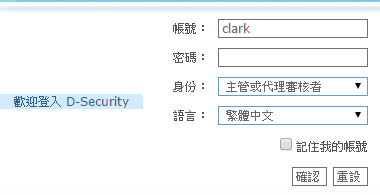 帳號：clark
密碼：
身份：主管或代理審核者
歡迎登入 D-Security
語言：繁體中文
記住我的帳號
確認 重設